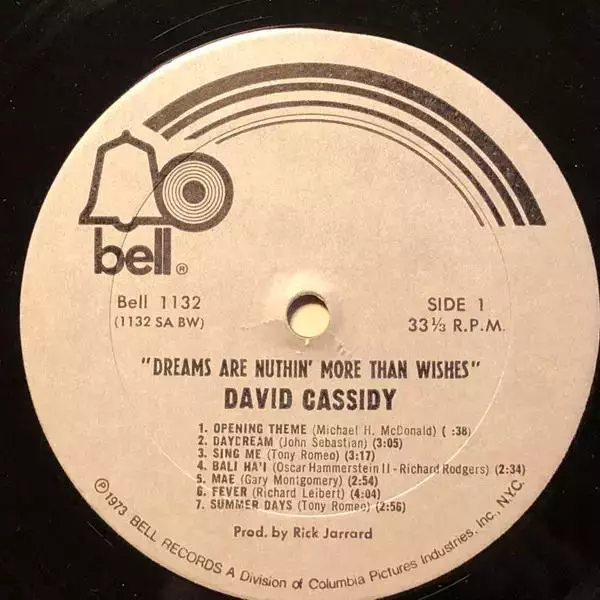 bell®
Bell 1132
(1132 SA BW)
SIDE 1
33⅓ R.P.M.
"DREAMS ARE NUTHIN' MORE THAN WISHES"
DAVID CASSIDY
1. OPENING THEME (Michael H. McDonald) ( :38)
2. DAYDREAM (John Sebastian) (3:05)
3. SING ME (Tony Romeo) (3:17)
4. BALI HA'I (Oscar Hammerstein II - Richard Rodgers) (2:34)
5. MAE (Gary Montgomery) (2:54)
6. FEVER (Richard Leibert) (4:04)
7. SUMMER DAYS (Tony Romeo) (2:56)
Prod. by Rick Jarrard
℗ 1973 BELL RECORDS A Division of Columbia Pictures Industries, Inc., N.Y.C.